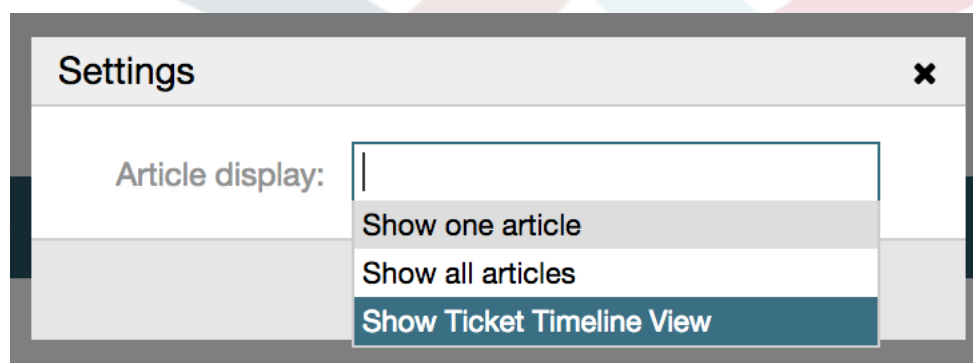 Settings
Article display:
Show one article
Show all articles
Show Ticket Timeline View